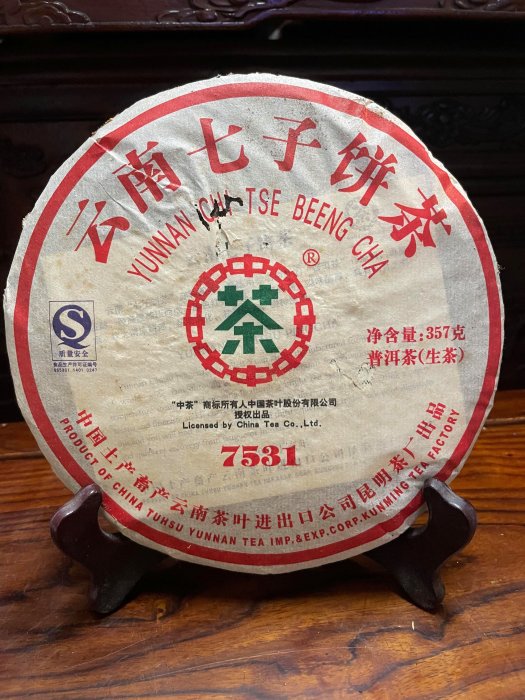 云南七子饼茶
YUNNAN CHI TSE BEENG CHA
®
茶
质量安全
净含量:357克
普洱茶(生茶)
"中茶"商标所有人中国茶叶股份有限公司
授权出品
Licensed by China Tea Co.,Ltd.
7531
中国土产畜产云南茶叶进出口公司昆明茶厂出品
PRODUCT OF CHINA TUHSU YUNNAN TEA IMP.&EXP.CORP.KUNMING TEA FACTORY